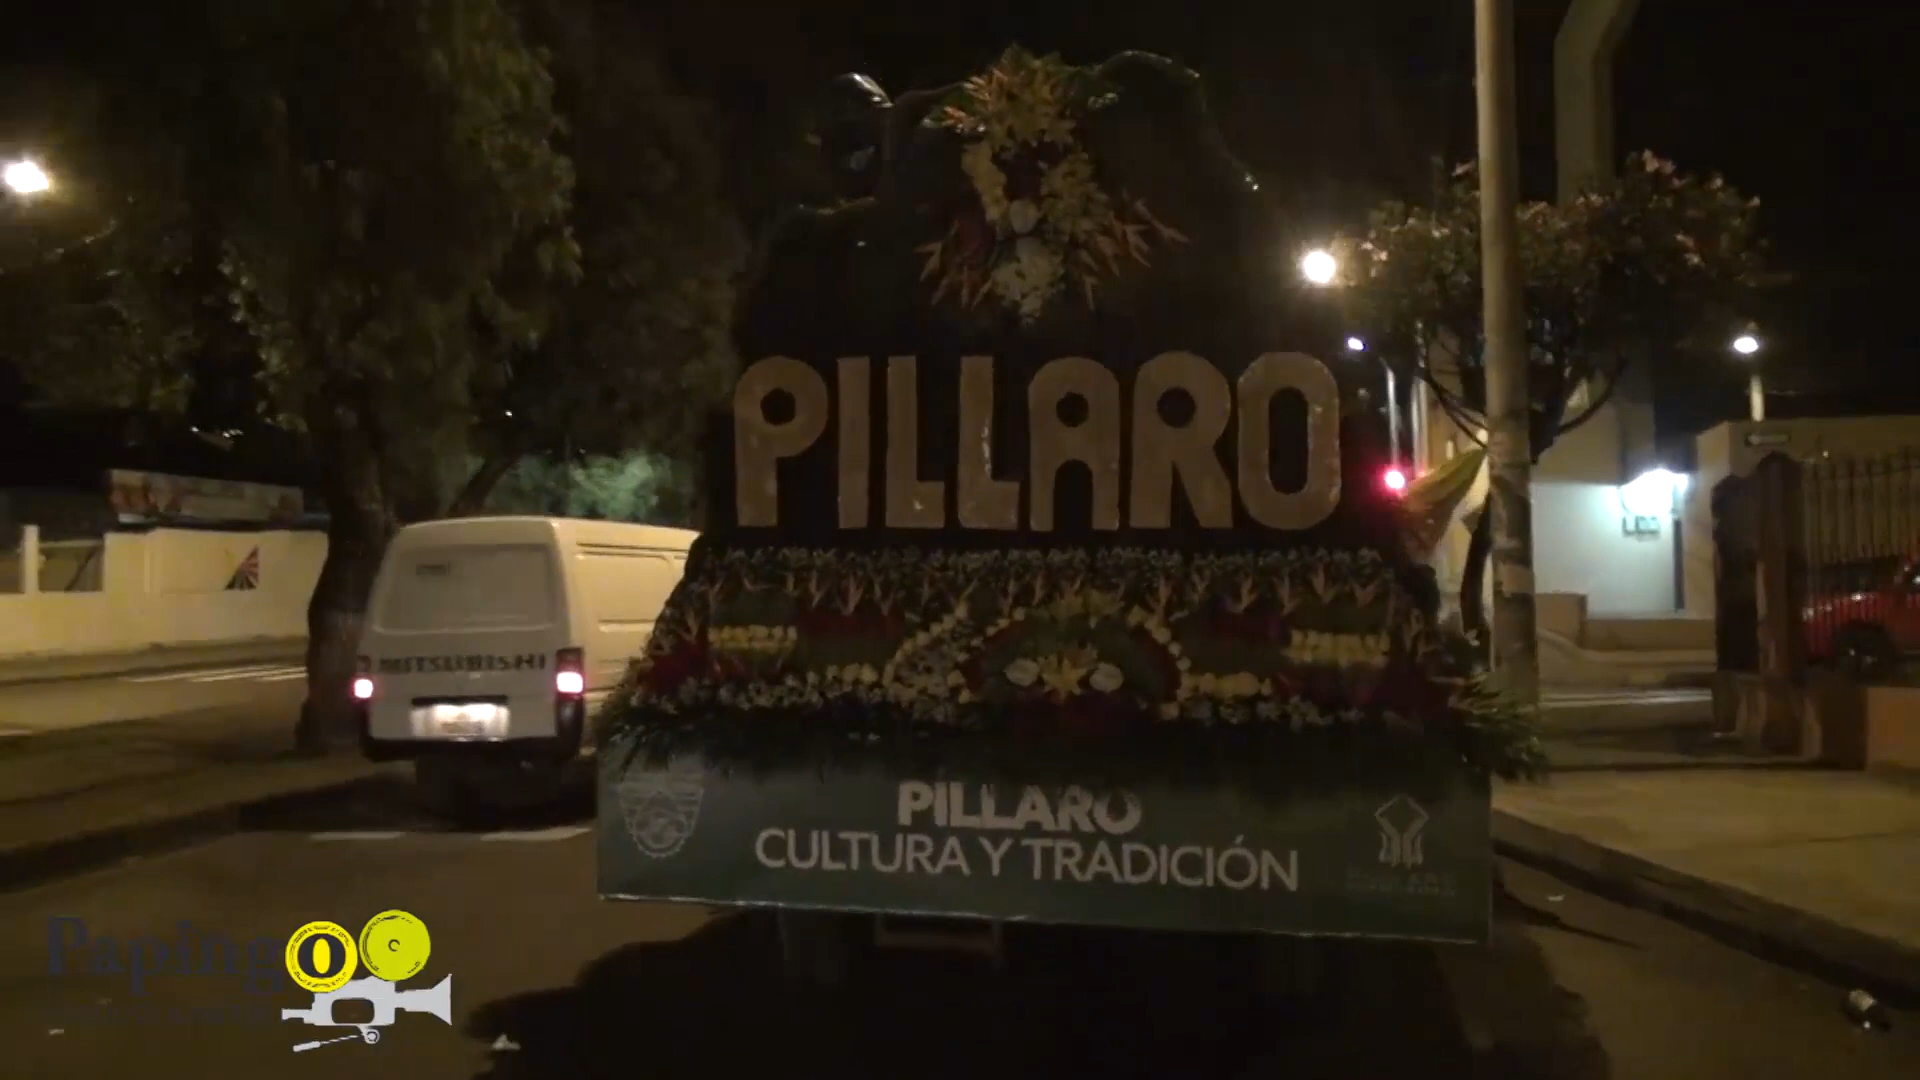 PILLARO
MITSUBISHI
PILLARO
CULTURA Y TRADICIÓN
Papingo